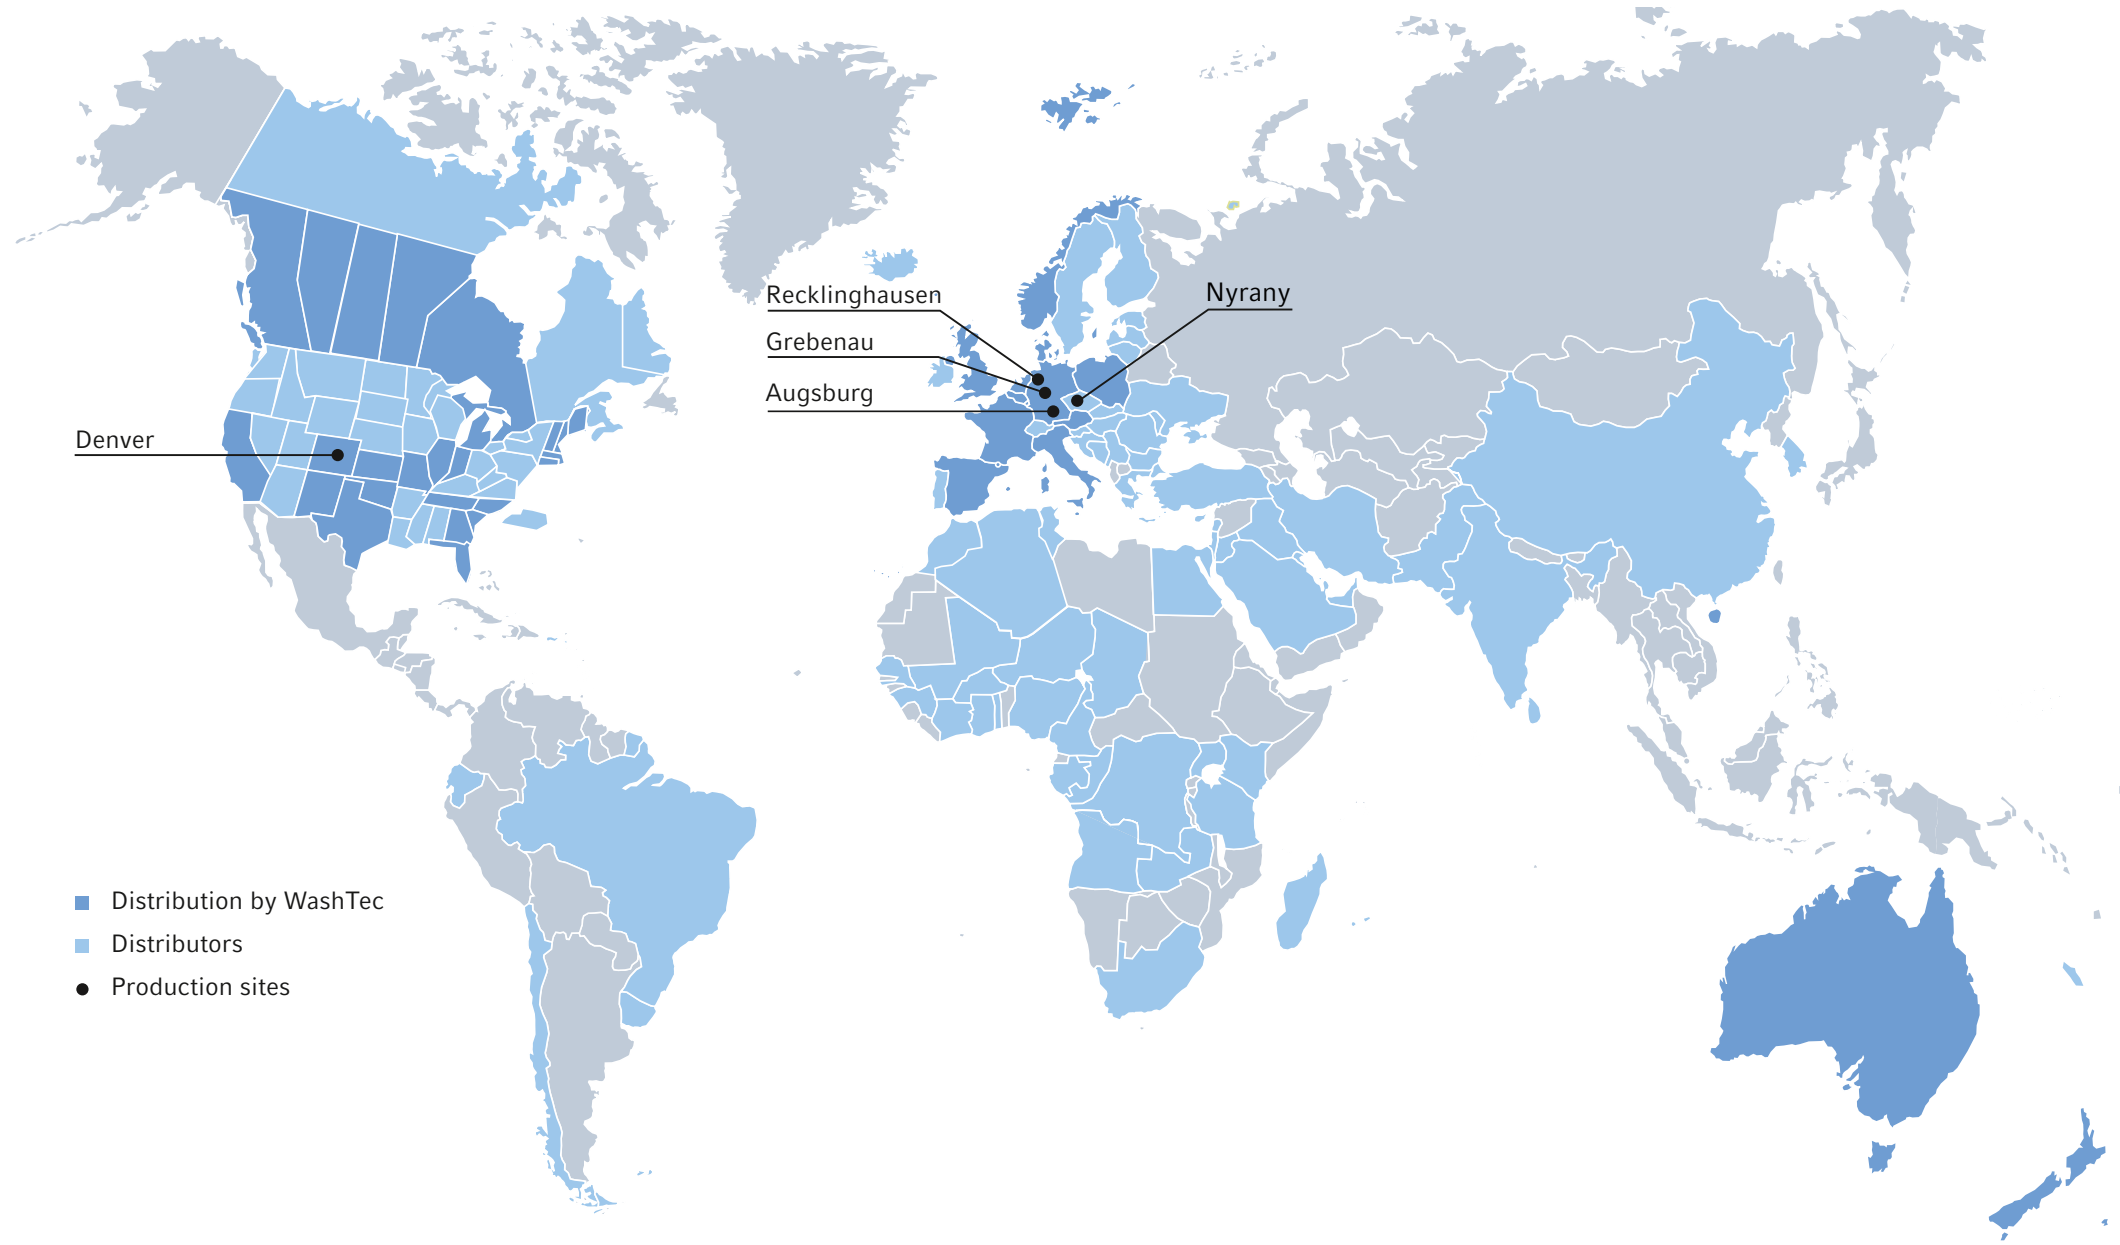 Recklinghausen
Nyrany
Grebenau
Augsburg
Denver
Distribution by WashTec
Distributors
Production sites